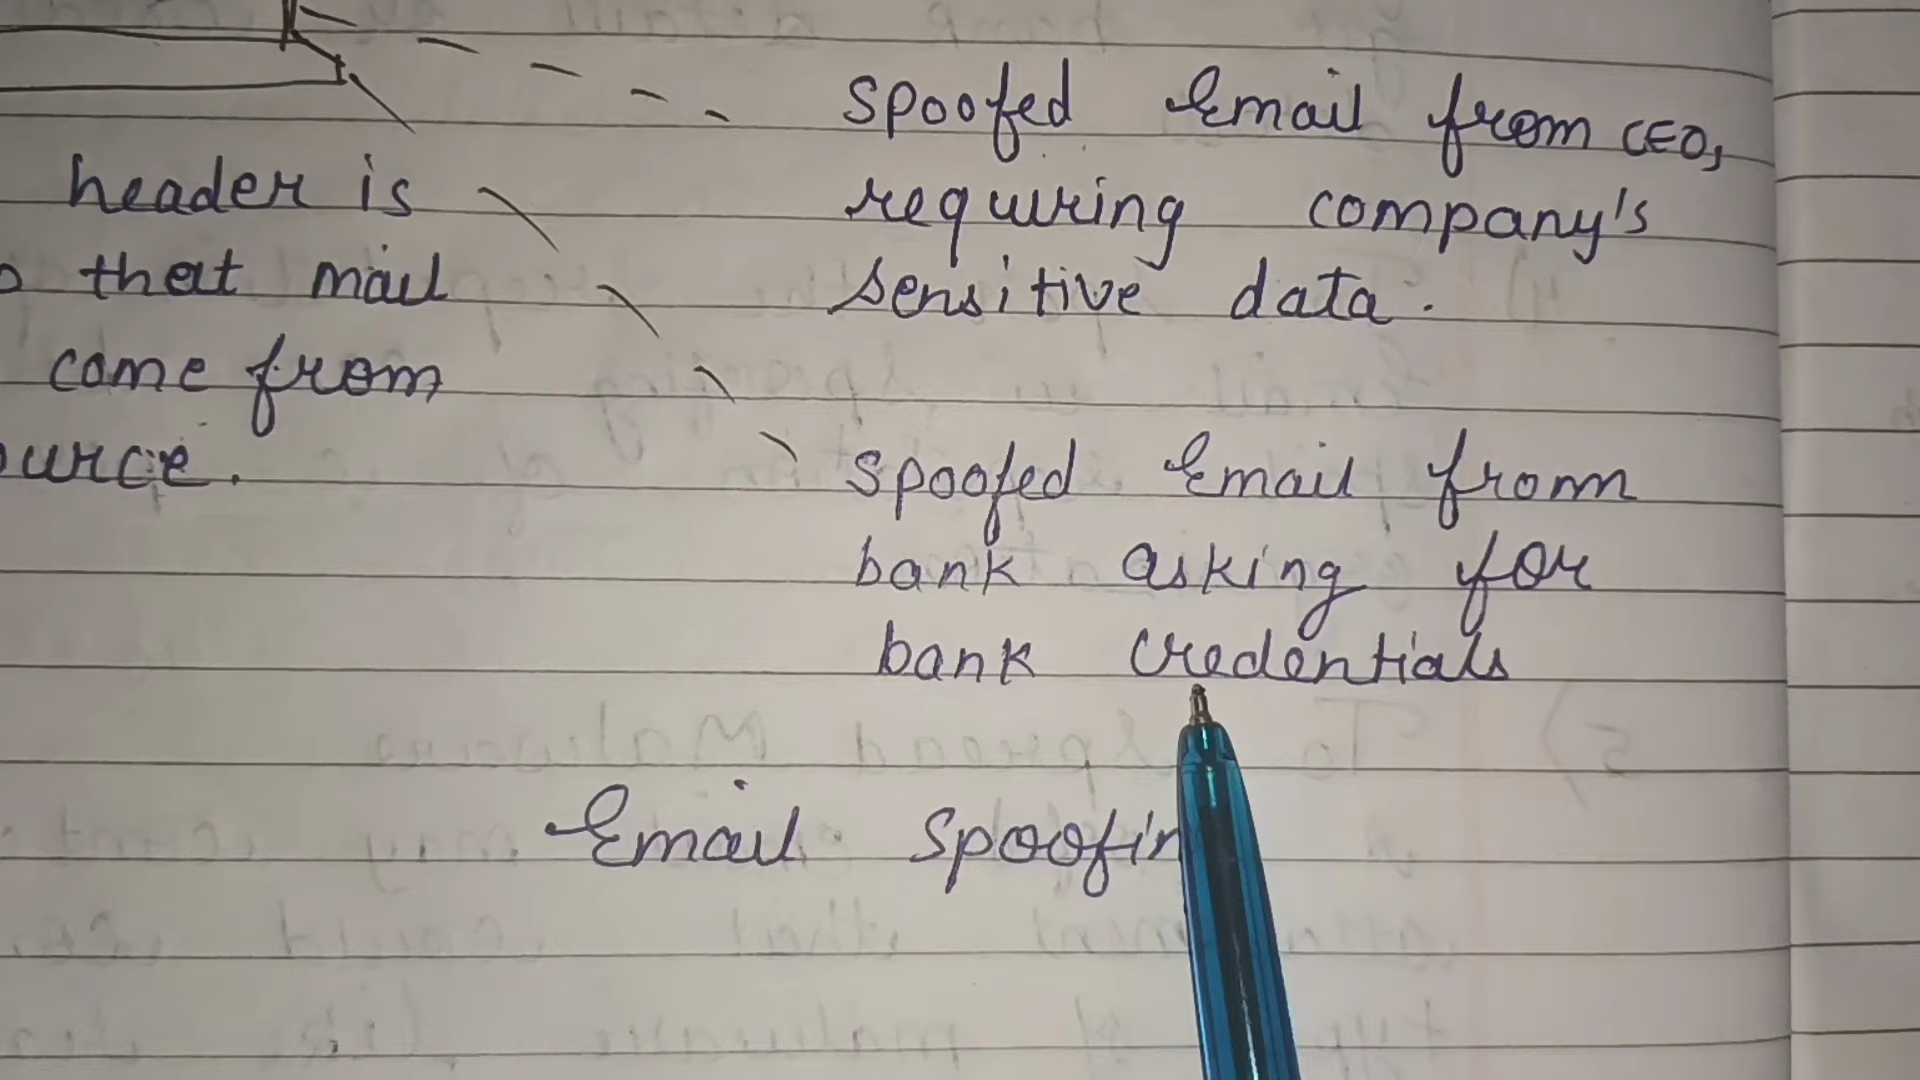 spoofed Email from CEO,
requiring company's
sensitive data.
header is
that mail
come from
spoofed Email from
bank asking for
bank credentials
Email spoofin